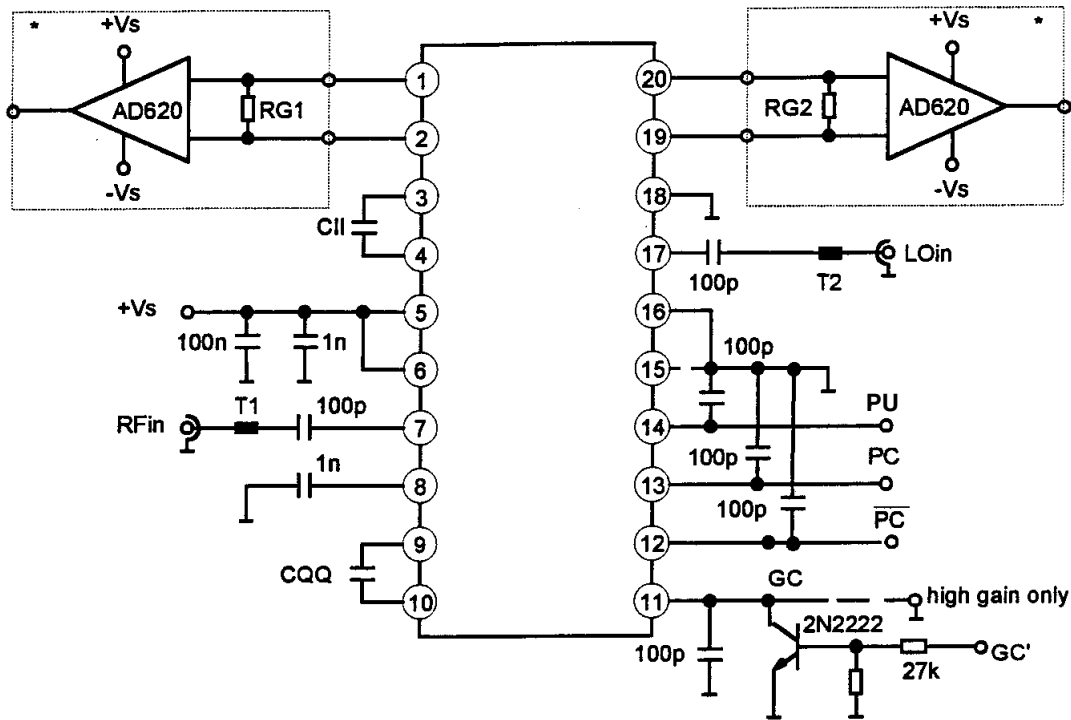 * +Vs
AD620
RG1
-Vs
1
2
3
CII
4
+Vs
5
100n
1n
6
T1
100p
RFin
7
1n
8
9
CQQ
10
+Vs *
20
RG2
AD620
19
-Vs
18
17
LOin
100p
T2
16
100p
15
PU
14
100p
PC
13
100p
PC
12
GC
11
high gain only
2N2222
100p
27k
GC'